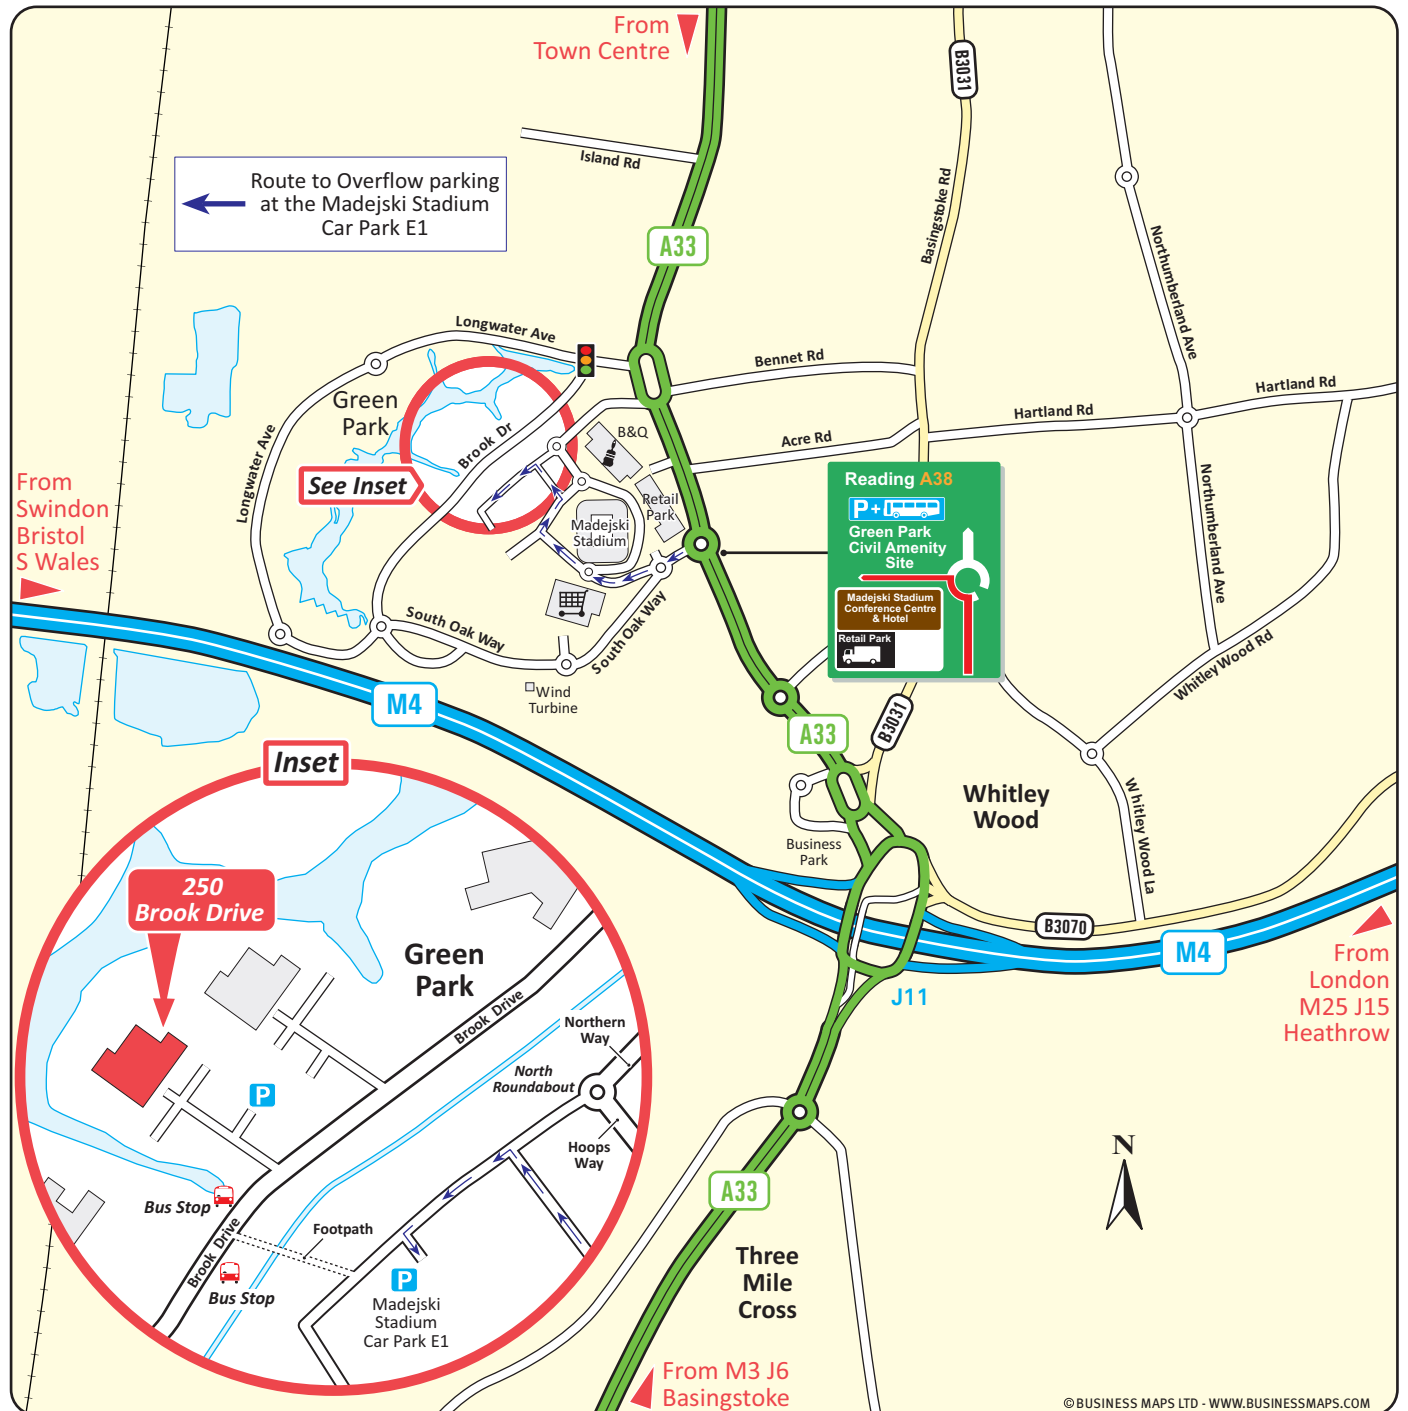 From
Town Centre
B3031
Island Rd
Route to Overflow parking
at the Madejski Stadium
Car Park E1
A33
Basingstoke Rd
Northumberland Ave
Longwater Ave
Bennet Rd
Hartland Rd
Green
Park
Hartland Rd
B&Q
Acre Rd
Brook Dr
Longwater Ave
See Inset
From
Swindon
Bristol
S Wales
Retail
Park
Madejski
Stadium
Reading A38
P+
Green Park
Civil Amenity
Site
Madejski Stadium
Conference Centre
& Hotel
Retail Park
Northumberland Ave
South Oak Way
South Oak Way
Whitley Wood Rd
Wind
Turbine
M4
A33
B3031
Inset
Whitley
Wood
Whitley Wood La
Business
Park
250
Brook Drive
Green
Park
B3070
M4
From
London
M25 J15
Heathrow
J11
Brook Drive
Northern
Way
North
Roundabout
P
Hoops
Way
N
Bus Stop
Footpath
Brook Drive
Bus Stop
P
Madejski
Stadium
Car Park E1
A33
Three
Mile
Cross
From M3 J6
Basingstoke
© BUSINESS MAPS LTD - WWW.BUSINESSMAPS.COM